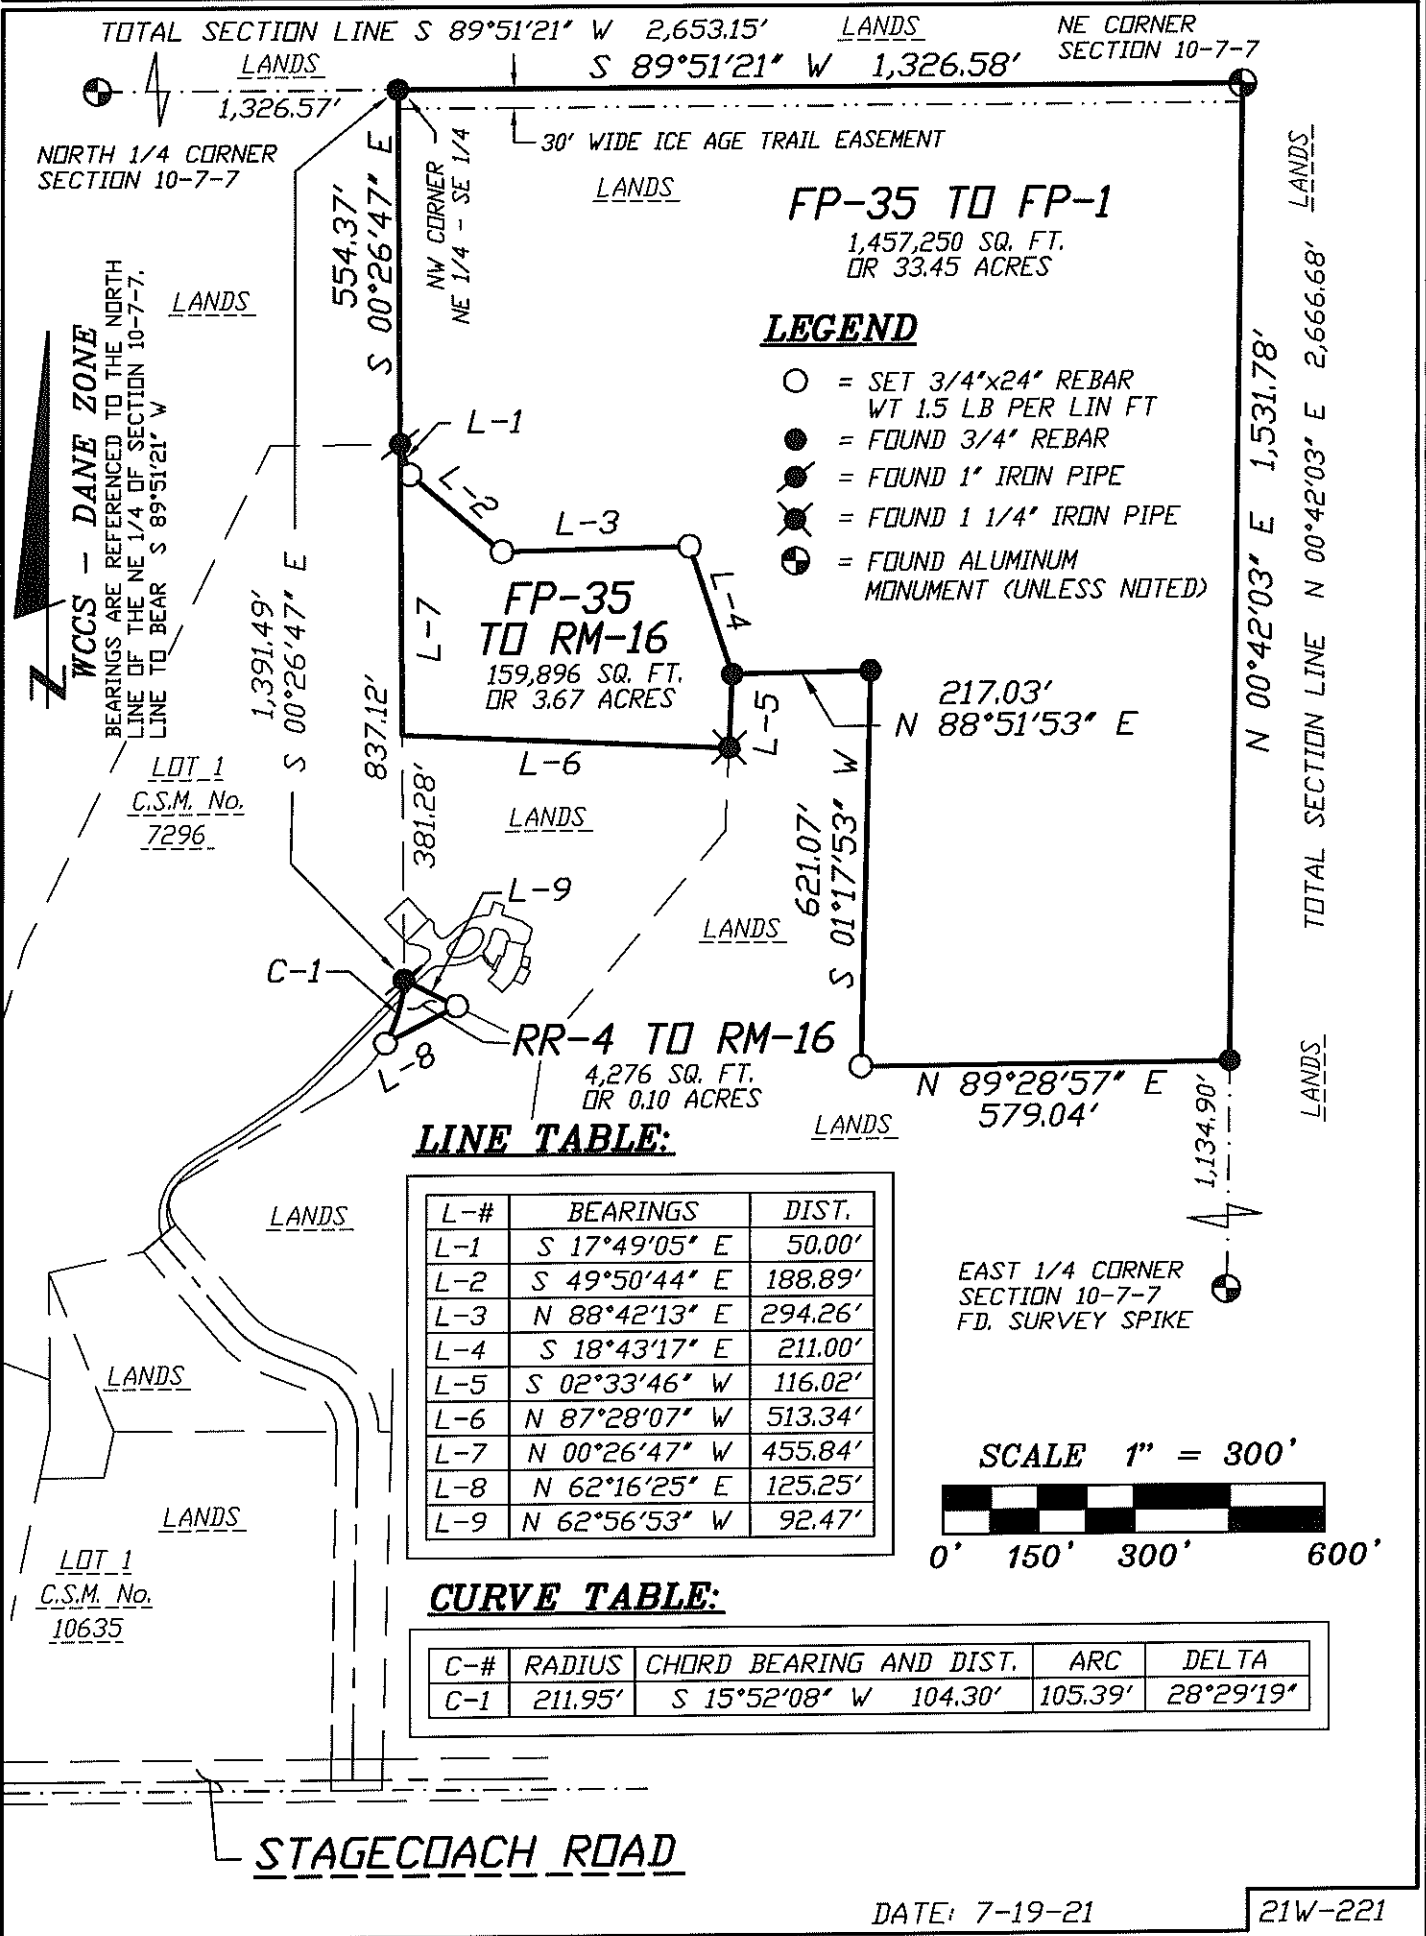 TOTAL SECTION LINE S 89°51'21" W 2,653.15'
LANDS
NE CORNER
SECTION 10-7-7
LANDS
S 89°51'21" W 1,326.58'
1,326.57'
NORTH 1/4 CORNER
SECTION 10-7-7
30' WIDE ICE AGE TRAIL EASEMENT
554.37'
S 00°26'47" E
NW CORNER
NE 1/4 - SE 1/4
LANDS
FP-35 TO FP-1
1,457,250 SQ. FT.
OR 33.45 ACRES
LANDS
LANDS
WCCS - DANE ZONE
BEARINGS ARE REFERENCED TO THE NORTH
LINE OF THE NE 1/4 OF SECTION 10-7-7.
LINE TO BEAR S 89°51'21" W
Z
LEGEND
= SET 3/4"x24" REBAR
WT 1.5 LB PER LIN FT
= FOUND 3/4" REBAR
= FOUND 1" IRON PIPE
= FOUND 1 1/4" IRON PIPE
= FOUND ALUMINUM
MONUMENT (UNLESS NOTED)
N 00°42'03" E 1,531.78'
TOTAL SECTION LINE N 00°42'03" E 2,666.68'
L-1
L-2
L-3
L-4
FP-35
TO RM-16
159,896 SQ. FT.
OR 3.67 ACRES
L-7
L-5
L-6
217.03'
N 88°51'53" E
1,391.49'
S 00°26'47" E
837.12'
381.28'
LOT 1
C.S.M. No.
7296
LANDS
621.07'
S 01°17'53" W
L-9
LANDS
C-1
L-8
RR-4 TO RM-16
4,276 SQ. FT.
OR 0.10 ACRES
N 89°28'57" E
579.04'
LANDS
LANDS
1,134.90'
LINE TABLE:
L-# BEARINGS DIST.
L-1 S 17°49'05" E 50.00'
L-2 S 49°50'44" E 188.89'
L-3 N 88°42'13" E 294.26'
L-4 S 18°43'17" E 211.00'
L-5 S 02°33'46" W 116.02'
L-6 N 87°28'07" W 513.34'
L-7 N 00°26'47" W 455.84'
L-8 N 62°16'25" E 125.25'
L-9 N 62°56'53" W 92.47'
LANDS
EAST 1/4 CORNER
SECTION 10-7-7
FD. SURVEY SPIKE
LANDS
LANDS
SCALE 1" = 300'
0' 150' 300' 600'
LOT 1
C.S.M. No.
10635
CURVE TABLE:
C-# RADIUS CHORD BEARING AND DIST. ARC DELTA
C-1 211.95' S 15°52'08" W 104.30' 105.39' 28°29'19"
STAGECOACH ROAD
DATE: 7-19-21
21W-221